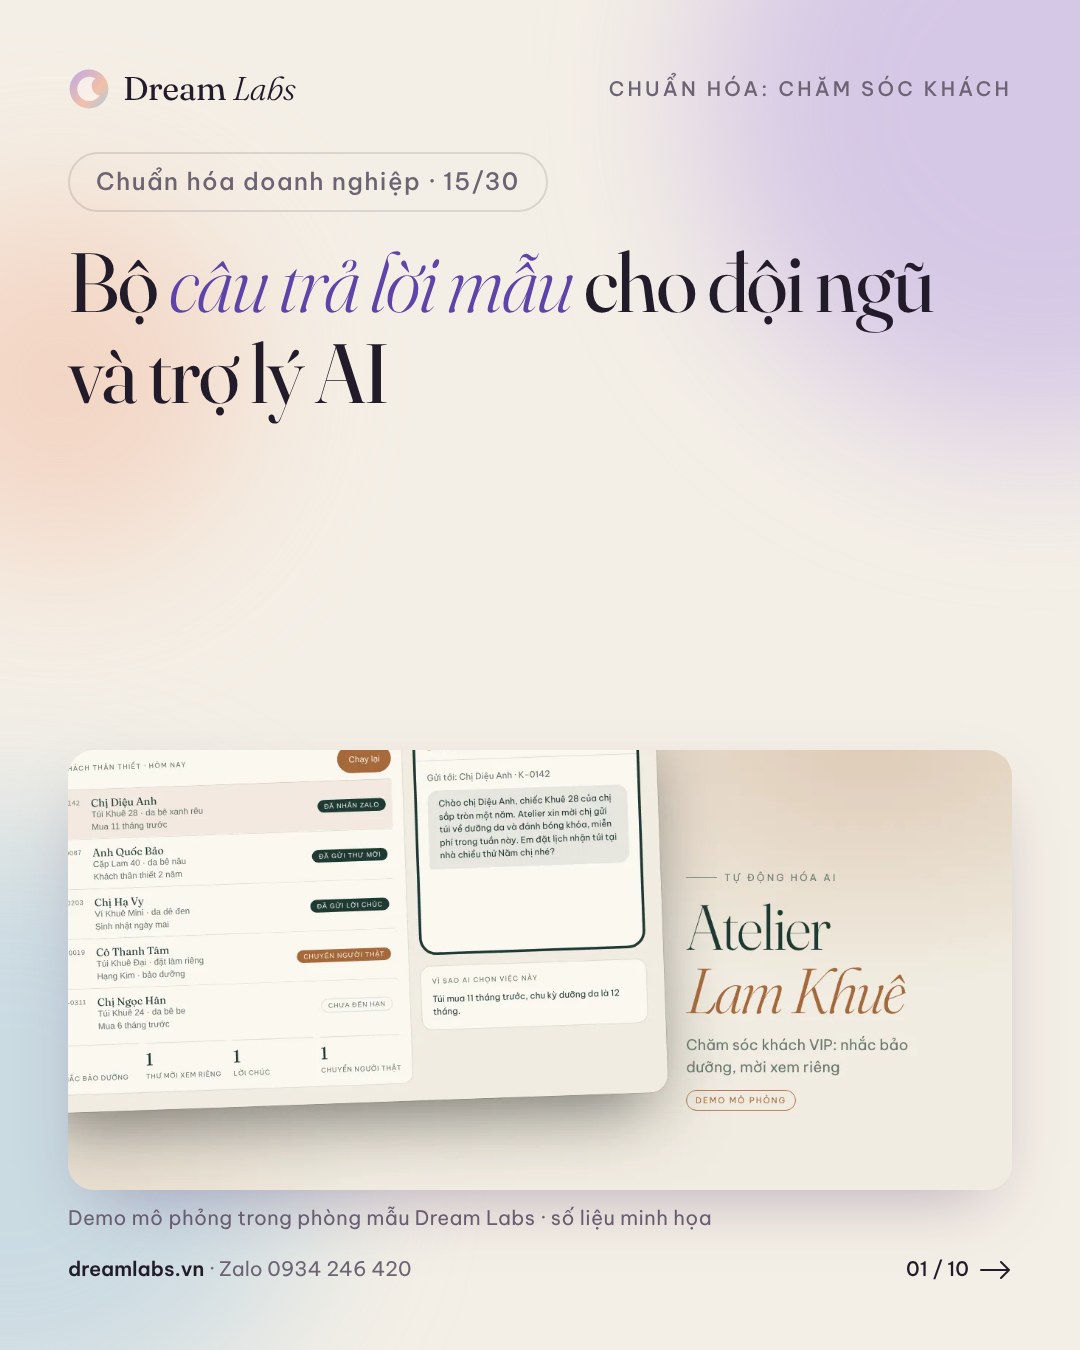 Dream Labs
CHUẨN HÓA: CHĂM SÓC KHÁCH
Chuẩn hóa doanh nghiệp · 15/30
Bộ câu trả lời mẫu cho đội ngũ
và trợ lý AI
KHÁCH THÂN THIẾT · HÔM NAY
Chạy lại
Chị Diệu Anh
Túi Khuê 28 · da bê xanh rêu
Mua 11 tháng trước
ĐÃ NHẮN ZALO
Anh Quốc Bảo
Cặp Lam 40 · da bê nâu
Khách thân thiết 2 năm
ĐÃ GỬI THƯ MỜI
0203
Chị Hạ Vy
Ví Khuê Mini · da dê đen
Sinh nhật ngày mai
ĐÃ GỬI LỜI CHÚC
0019
Cô Thanh Tâm
Túi Khuê Đại · đặt làm riêng
Hạng Kim · bảo dưỡng
CHUYỂN NGƯỜI THẬT
-0311
Chị Ngọc Hân
Túi Khuê 24 · da bê be
Mua 6 tháng trước
CHƯA ĐẾN HẠN
BẢO DƯỠNG
1
THƯ MỜI XEM RIÊNG
1
LỜI CHÚC
1
CHUYỂN NGƯỜI THẬT
Gửi tới: Chị Diệu Anh · K-0142
Chào chị Diệu Anh, chiếc Khuê 28 của chị
sắp tròn một năm. Atelier xin mời chị gửi
túi về dưỡng da và đánh bóng khóa, miễn
phí trong tuần này. Em đặt lịch nhận túi tại
nhà chiều thứ Năm chị nhé?
VÌ SAO AI CHỌN VIỆC NÀY
Túi mua 11 tháng trước, chu kỳ dưỡng da là 12
tháng.
TỰ ĐỘNG HÓA AI
Atelier
Lam Khuê
Chăm sóc khách VIP: nhắc bảo
dưỡng, mời xem riêng
DEMO MÔ PHỎNG
Demo mô phỏng trong phòng mẫu Dream Labs · số liệu minh họa
dreamlabs.vn · Zalo 0934 246 420
01 / 10